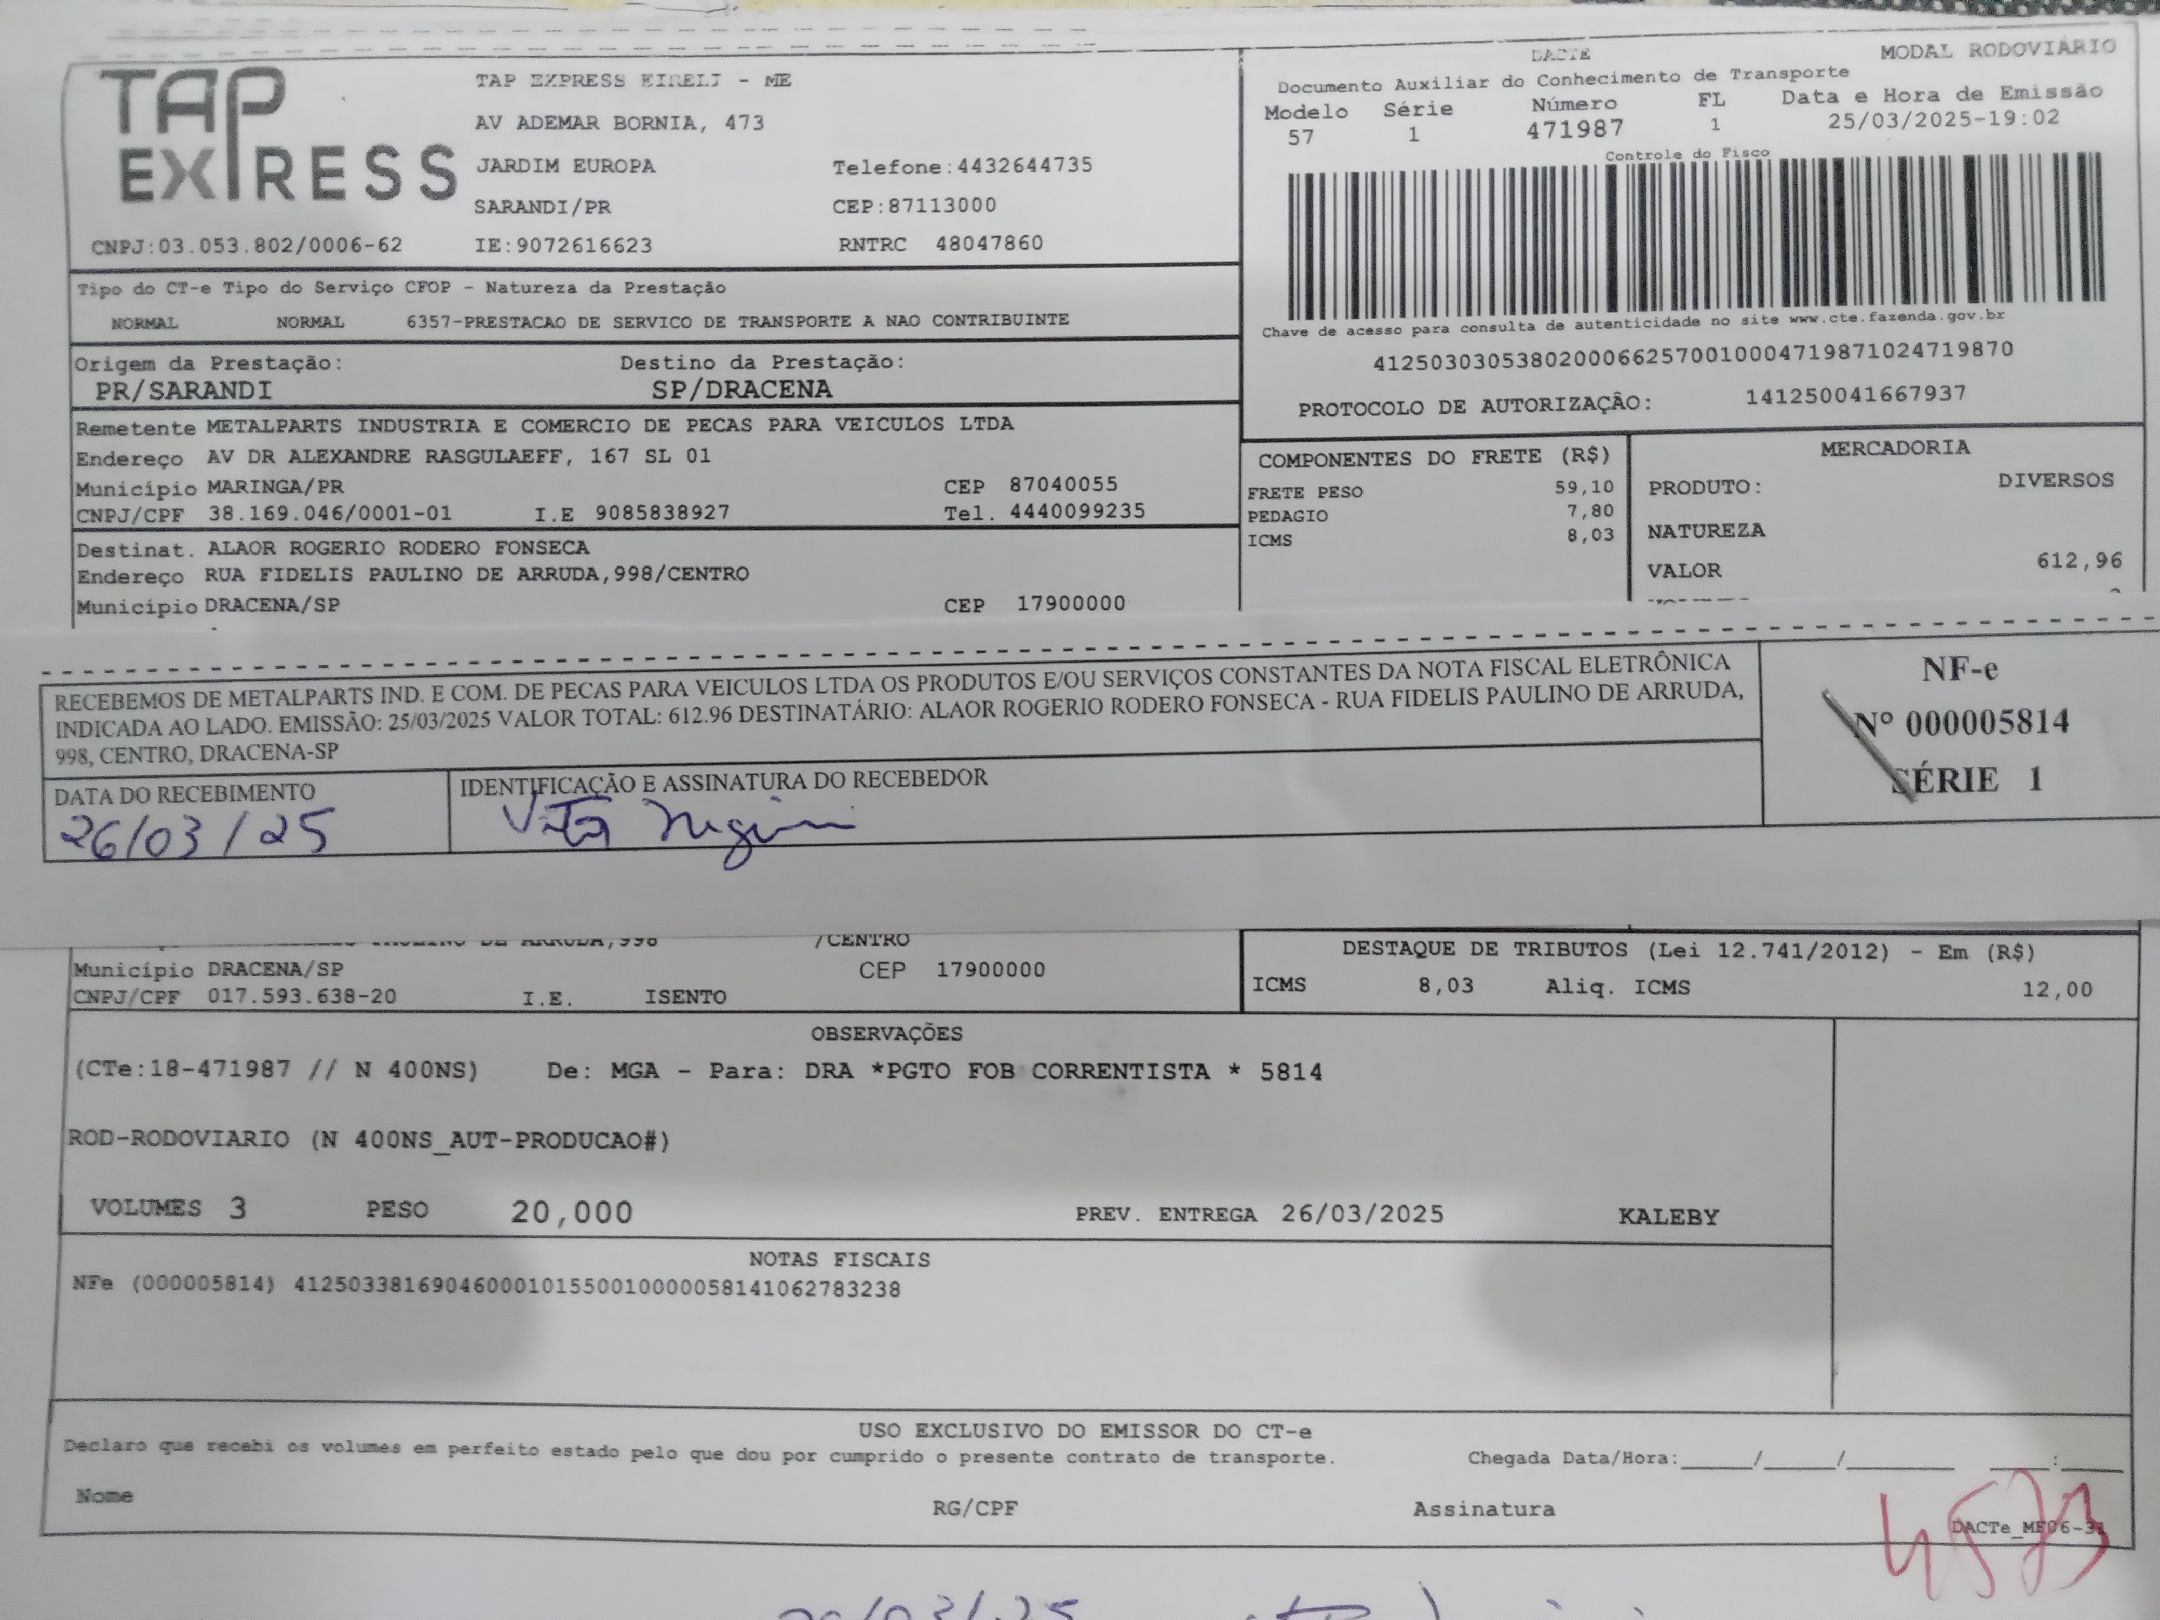 TAP EXPRESS
TAP EXPRESS EIRELI - ME
AV ADEMAR BORNIA, 473
JARDIM EUROPA Telefone:4432644735
SARANDI/PR CEP:87113000
CNPJ:03.053.802/0006-62 IE:9072616623 RNTRC 48047860
DACTE MODAL RODOVIÁRIO
Documento Auxiliar do Conhecimento de Transporte
Modelo Série Número FL Data e Hora de Emissão
57 1 471987 1 25/03/2025-19:02
Controle do Fisco
Chave de acesso para consulta de autenticidade no site www.cte.fazenda.gov.br
41250303053802000662570010004719871024719870
PROTOCOLO DE AUTORIZAÇÃO: 141250041667937
Tipo do CT-e Tipo do Serviço CFOP - Natureza da Prestação
NORMAL NORMAL 6357-PRESTACAO DE SERVICO DE TRANSPORTE A NAO CONTRIBUINTE
Origem da Prestação: Destino da Prestação:
PR/SARANDI SP/DRACENA
Remetente METALPARTS INDUSTRIA E COMERCIO DE PECAS PARA VEICULOS LTDA
Endereço AV DR ALEXANDRE RASGULAEFF, 167 SL 01
Município MARINGA/PR CEP 87040055
CNPJ/CPF 38.169.046/0001-01 I.E 9085838927 Tel. 4440099235
Destinat. ALAOR ROGERIO RODERO FONSECA
Endereço RUA FIDELIS PAULINO DE ARRUDA,998/CENTRO
Município DRACENA/SP CEP 17900000
COMPONENTES DO FRETE (R$)
FRETE PESO 59,10
PEDAGIO 7,80
ICMS 8,03
MERCADORIA
PRODUTO: DIVERSOS
NATUREZA
VALOR 612,96
RECEBEMOS DE METALPARTS IND. E COM. DE PECAS PARA VEICULOS LTDA OS PRODUTOS E/OU SERVIÇOS CONSTANTES DA NOTA FISCAL ELETRÔNICA
INDICADA AO LADO. EMISSÃO: 25/03/2025 VALOR TOTAL: 612.96 DESTINATÁRIO: ALAOR ROGERIO RODERO FONSECA - RUA FIDELIS PAULINO DE ARRUDA,
998, CENTRO, DRACENA-SP
DATA DO RECEBIMENTO IDENTIFICAÇÃO E ASSINATURA DO RECEBEDOR
26/03/25
NF-e
Nº 000005814
SÉRIE 1
DE ARRUDA,998 /CENTRO
Município DRACENA/SP CEP 17900000
CNPJ/CPF 017.593.638-20 I.E. ISENTO
DESTAQUE DE TRIBUTOS (Lei 12.741/2012) - Em (R$)
ICMS 8,03 Aliq. ICMS 12,00
OBSERVAÇÕES
(CTe:18-471987 // N 400NS) De: MGA - Para: DRA *PGTO FOB CORRENTISTA * 5814
ROD-RODOVIARIO (N 400NS_AUT-PRODUCAO#)
VOLUMES 3 PESO 20,000 PREV. ENTREGA 26/03/2025 KALEBY
NOTAS FISCAIS
NFe (000005814) 41250338169046000101550010000058141062783238
USO EXCLUSIVO DO EMISSOR DO CT-e
Declaro que recebi os volumes em perfeito estado pelo que dou por cumprido o presente contrato de transporte. Chegada Data/Hora:_____/_____/________ ____:____
Nome RG/CPF Assinatura
26/03/25